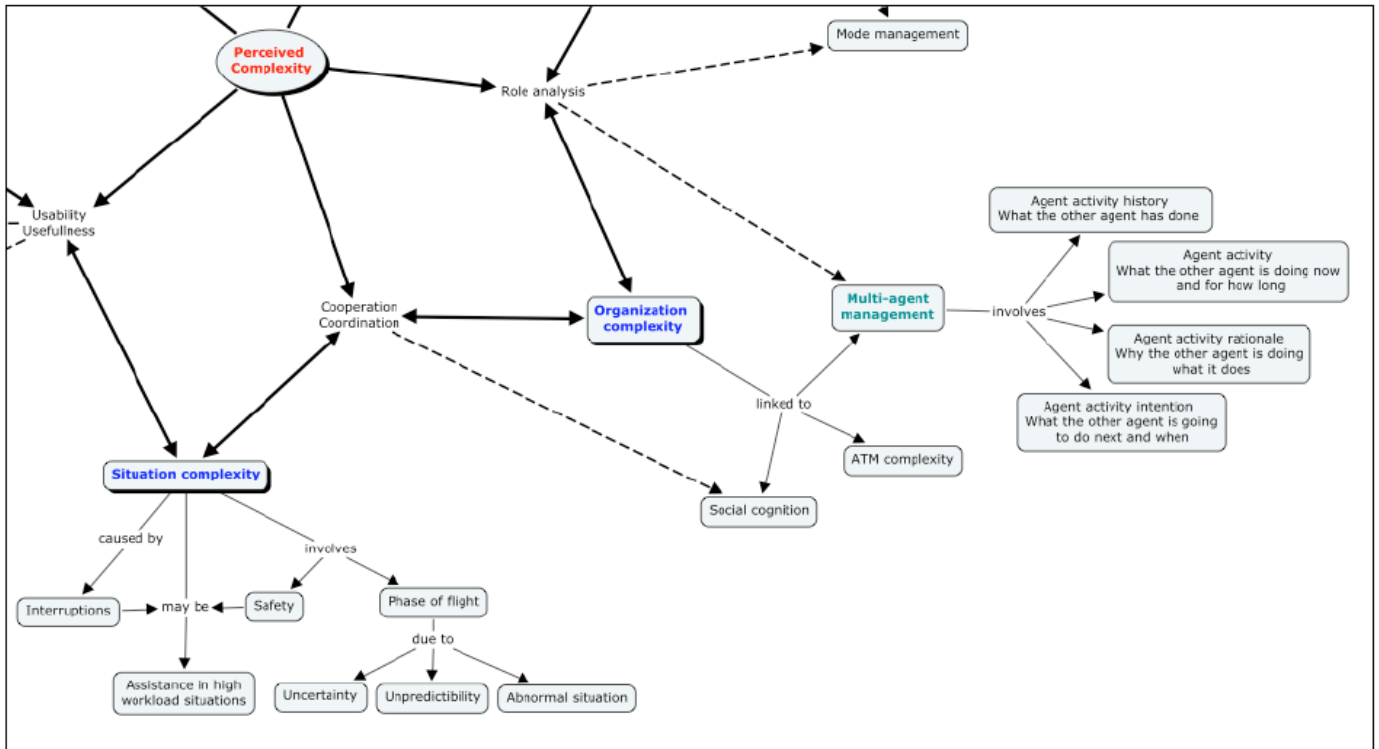 Perceived
Complexity
Mode management
Role analysis
Usability
Usefullness
Agent activity history
What the other agent has done
Agent activity
What the other agent is doing now
and for how long
Cooperation
Coordination
Organization
complexity
Multi-agent
management
involves
Agent activity rationale
Why the other agent is doing
what it does
linked to
Agent activity intention
What the other agent is going
to do next and when
ATM complexity
Situation complexity
Social cognition
caused by
involves
Interruptions
may be
Safety
Phase of flight
due to
Assistance in high
workload situations
Uncertainty
Unpredictibility
Abnormal situation